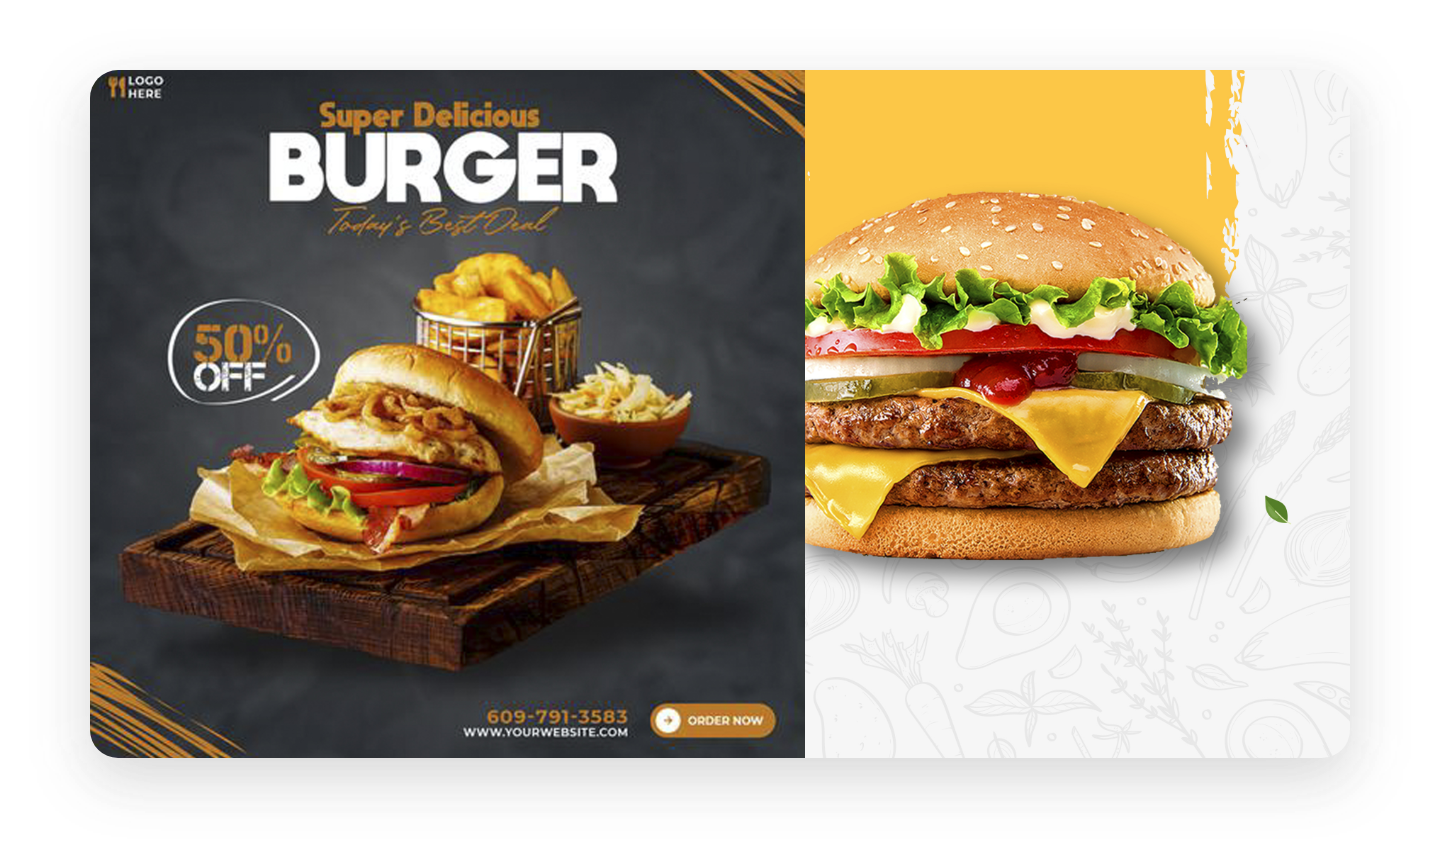 LOGO
HERE
Super Delicious
BURGER
Today's Best Deal
50%
OFF
609-791-3583
WWW.YOURWEBSITE.COM
ORDER NOW